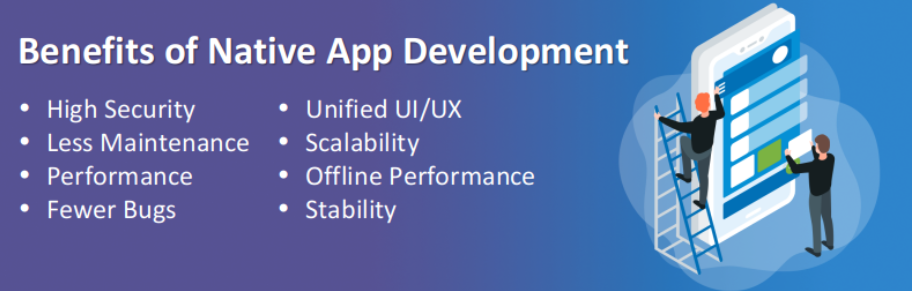 Benefits of Native App Development
• High Security
• Less Maintenance
• Performance
• Fewer Bugs
• Unified UI/UX
• Scalability
• Offline Performance
• Stability